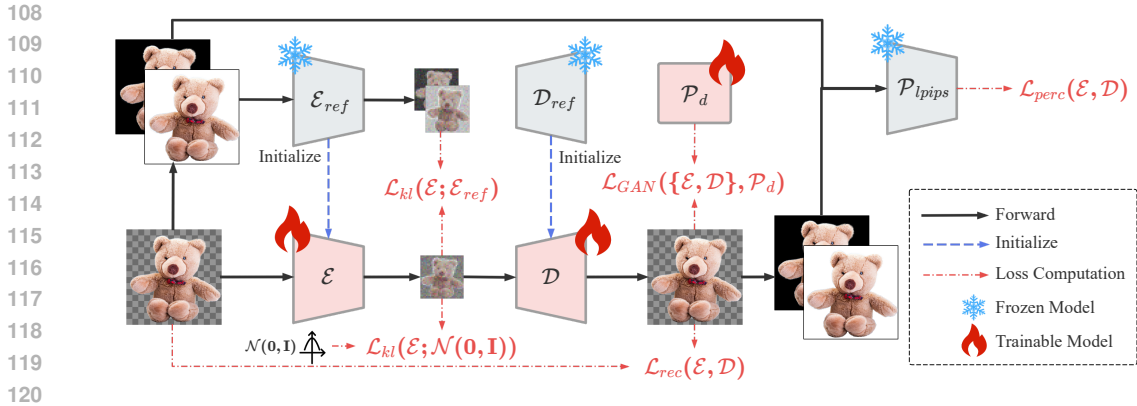 108
109
110
111
112
113
114
115
116
117
118
119
120
ℰ_ref
𝒟_ref
𝒫_d
𝒫_lpips
ℒ_perc(ℰ, 𝒟)
Initialize
Initialize
ℒ_kl(ℰ; ℰ_ref)
ℒ_GAN({ℰ, 𝒟}, 𝒫_d)
ℰ
𝒟
𝒩(0, I)
ℒ_kl(ℰ; 𝒩(0, I))
ℒ_rec(ℰ, 𝒟)
Forward
Initialize
Loss Computation
Frozen Model
Trainable Model